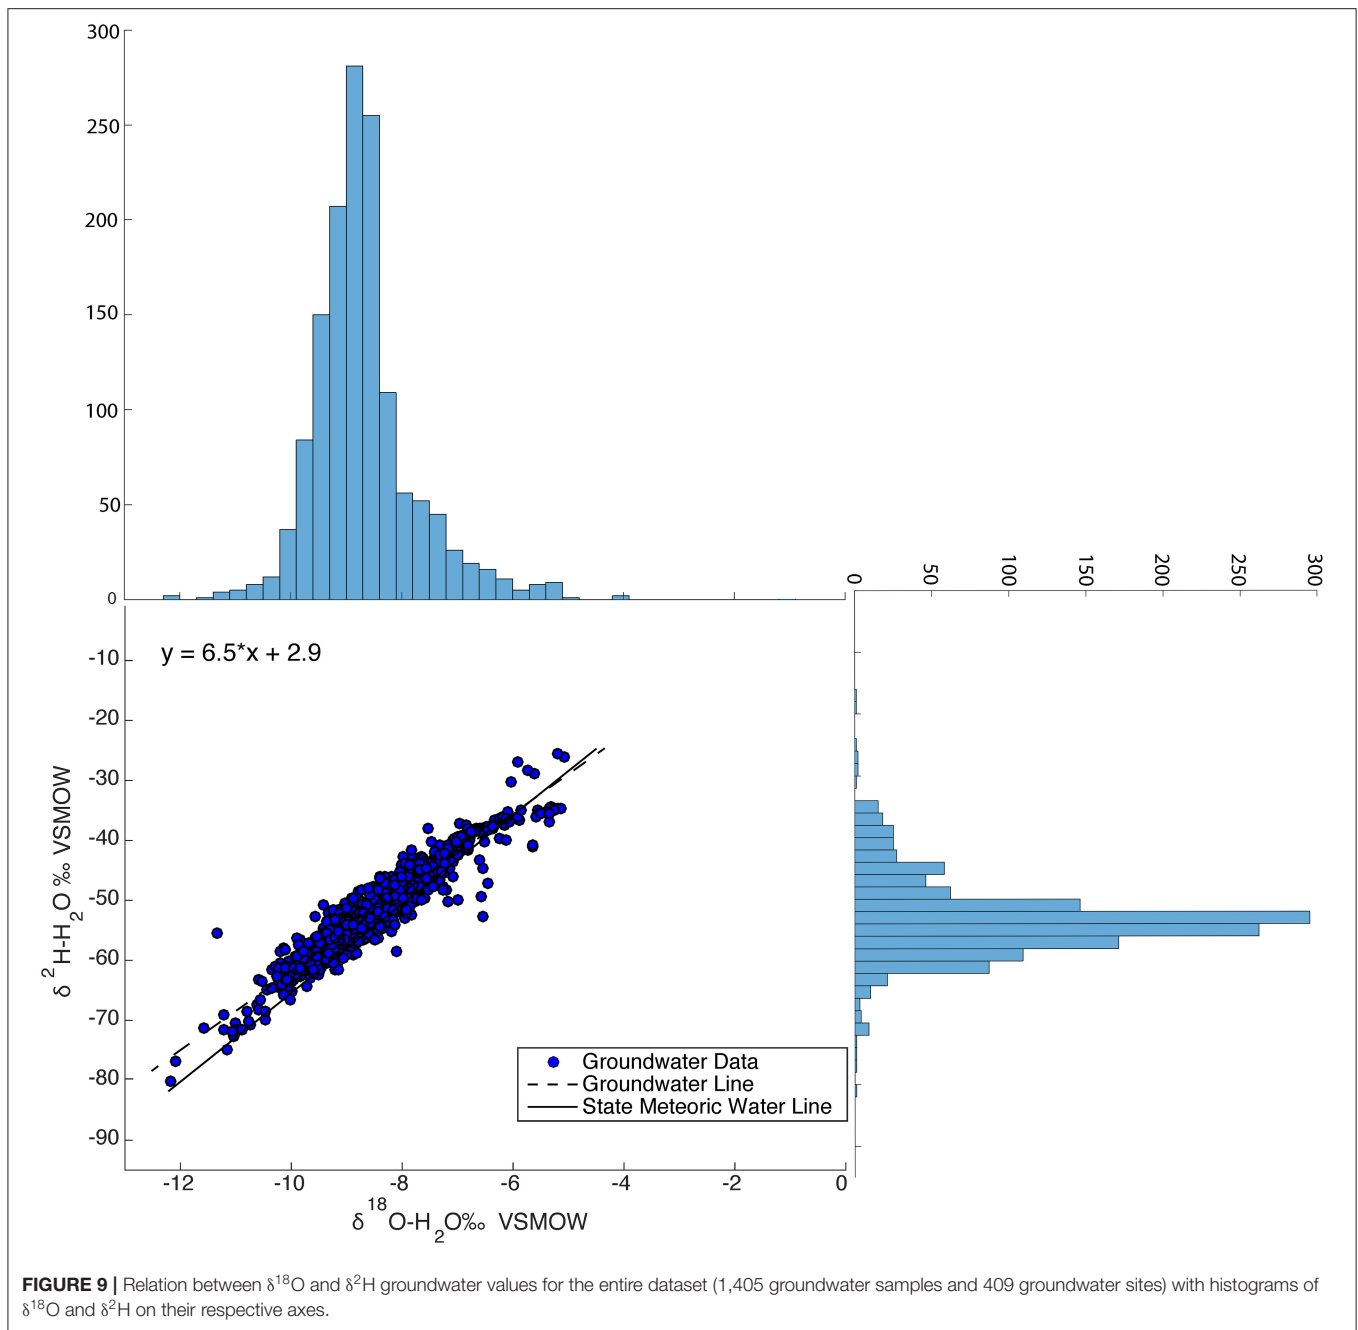 300
250
200
150
100
50
0
0 50 100 150 200 250 300
y = 6.5*x + 2.9
-10
-20
-30
-40
-50
-60
-70
-80
-90
δ2H-H2O ‰ VSMOW
Groundwater Data
Groundwater Line
State Meteoric Water Line
-12 -10 -8 -6 -4 -2 0
δ18O-H2O‰ VSMOW
FIGURE 9 | Relation between δ18O and δ2H groundwater values for the entire dataset (1,405 groundwater samples and 409 groundwater sites) with histograms of
δ18O and δ2H on their respective axes.